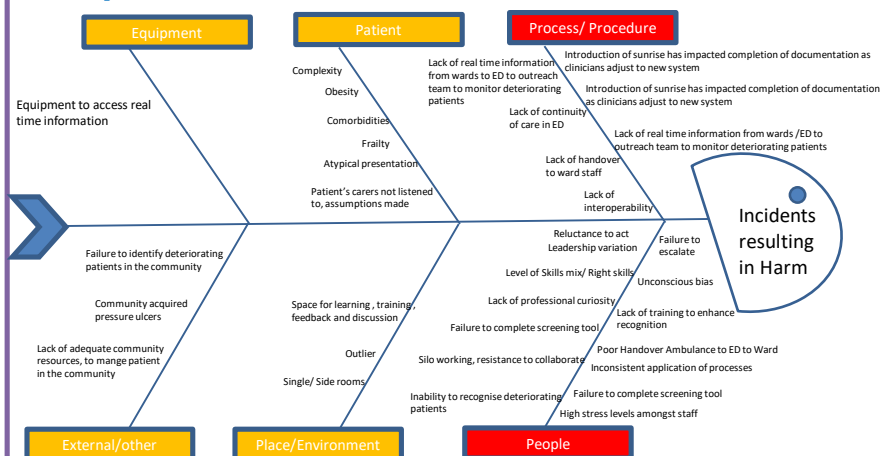 Equipment
Patient
Process/ Procedure
Equipment to access real
time information
Complexity
Obesity
Comorbidities
Frailty
Atypical presentation
Patient's carers not listened
to, assumptions made
Lack of real time information
from wards to ED to outreach
team to monitor deteriorating
patients
Lack of continuity
of care in ED
Lack of handover
to ward staff
Lack of
interoperability
Introduction of sunrise has impacted completion of documentation as
clinicians adjust to new system
Introduction of sunrise has impacted completion of documentation
as clinicians adjust to new system
Lack of real time information from wards /ED to
outreach team to monitor deteriorating patients
Incidents
resulting
in Harm
Failure to identify deteriorating
patients in the community
Community acquired
pressure ulcers
Lack of adequate community
resources, to mange patient
in the community
Space for learning , training ,
feedback and discussion
Outlier
Single/ Side rooms
Reluctance to act
Leadership variation
Level of Skills mix/ Right skills
Lack of professional curiosity
Failure to complete screening tool
Silo working, resistance to collaborate
Inability to recognise deteriorating
patients
Failure to
escalate
Unconscious bias
Lack of training to enhance
recognition
Poor Handover Ambulance to ED to Ward
Inconsistent application of processes
Failure to complete screening tool
High stress levels amongst staff
External/other
Place/Environment
People